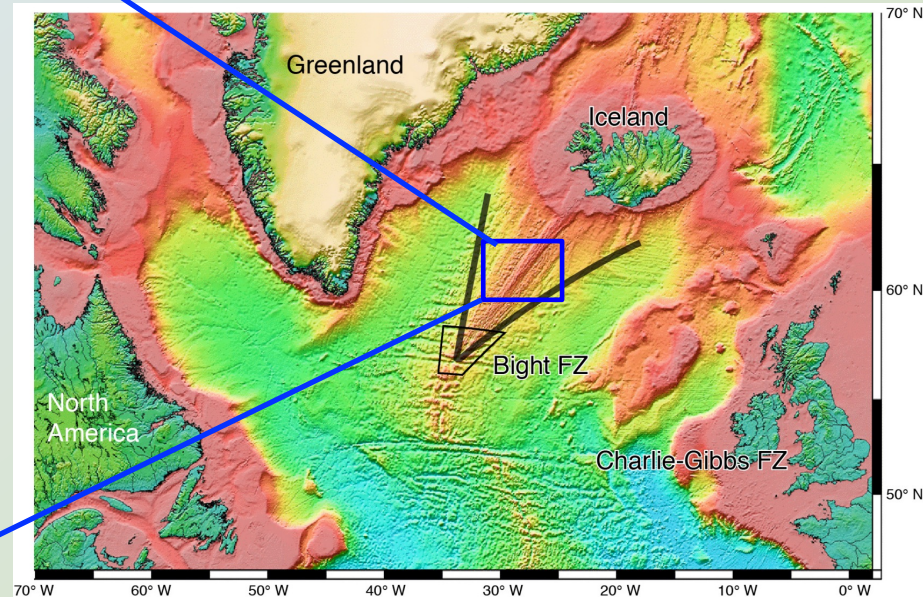 70° N
Greenland
Iceland
60° N
Bight FZ
North
America
Charlie-Gibbs FZ
50° N
70° W
60° W
50° W
40° W
30° W
20° W
10° W
0° W